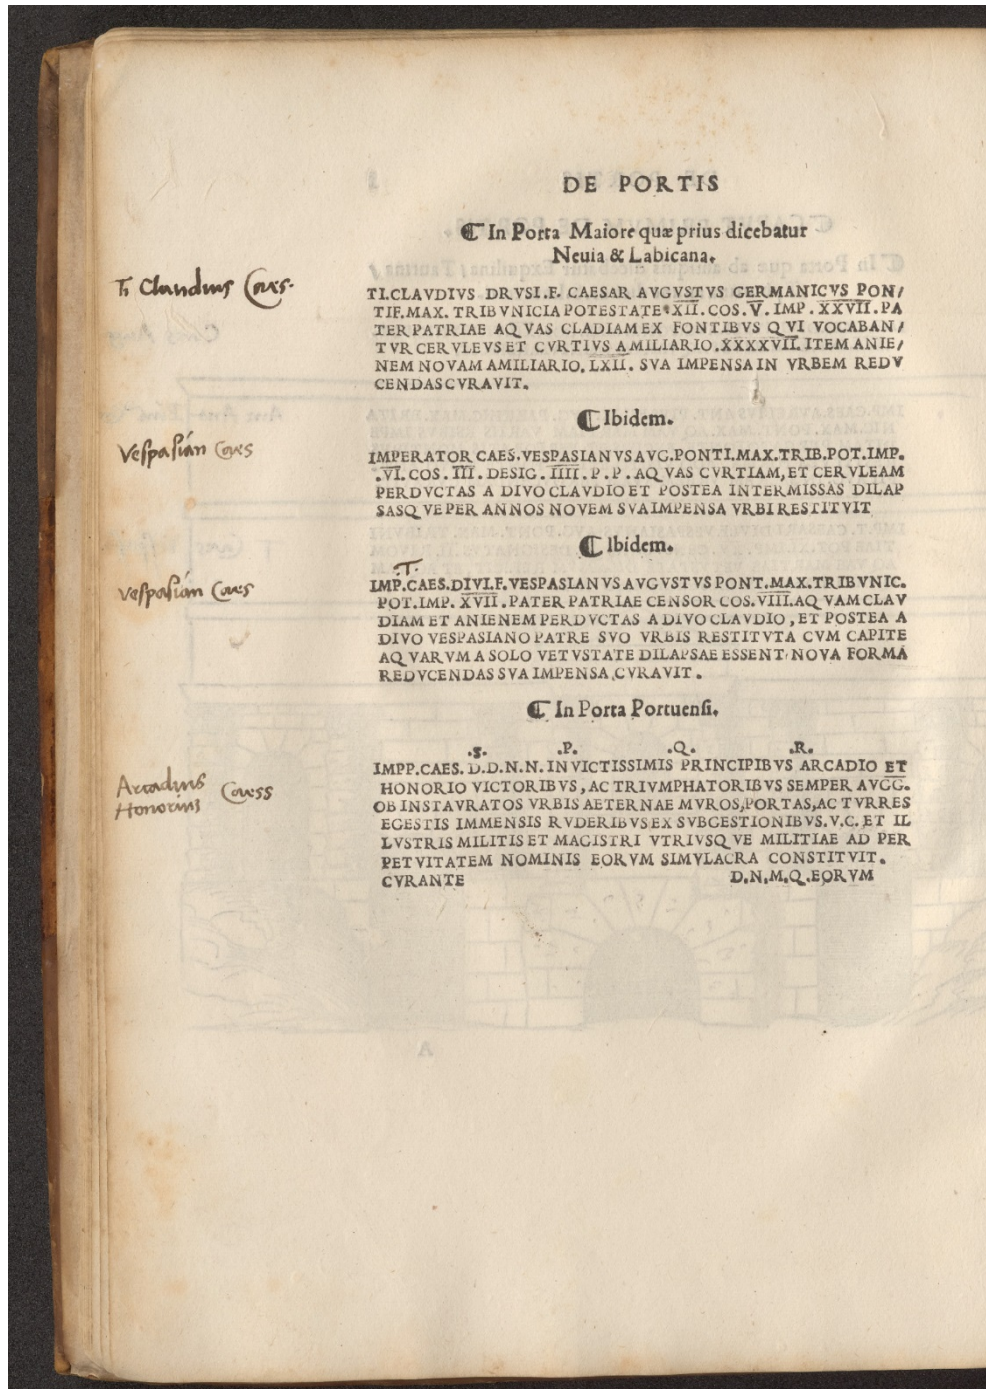 DE PORTIS
⸿ In Porta Maiore quæ prius dicebatur
Neuia & Labicana.
Ti Claudius Caes.
TI.CLAVDIVS DRVSI.F. CAESAR AVGVSTVS GERMANICVS PON/
TIF.MAX. TRIBVNICIA POTESTATE XII. COS. V. IMP. XXVII. PA
TER PATRIAE AQVAS CLADIAM EX FONTIBVS QVI VOCABAN/
TVR CERVLEVS ET CVRTIVS A MILIARIO.XXXXVII. ITEM ANIE/
NEM NOVAM AMILIARIO. LXII. SVA IMPENSA IN VRBEM REDV
CENDAS CVRAVIT.
⸿ Ibidem.
Vespasián Caes
IMPERATOR CAES.VESPASIANVS AVG.PONTI.MAX.TRIB.POT.IMP.
.VI. COS. III. DESIG. IIII. P. P. AQVAS CVRTIAM, ET CERVLEAM
PERDVCTAS A DIVO CLAVDIO ET POSTEA INTERMISSAS DILAP
SASQVE PER ANNOS NOVEM SVA IMPENSA VRBI RESTITVIT
⸿ Ibidem.
T.
vespasián Caes
IMP.CAES.DIVI.F.VESPASIANVS AVGVSTVS PONT.MAX.TRIBVNIC.
POT.IMP. XVII. PATER PATRIAE CENSOR COS. VIII. AQVAM CLAV
DIAM ET ANIENEM PERDVCTAS A DIVO CLAVDIO, ET POSTEA A
DIVO VESPASIANO PATRE SVO VRBIS RESTITVTA CVM CAPITE
AQVARVM A SOLO VETVSTATE DILAPSAE ESSENT, NOVA FORMA
REDVCENDAS SVA IMPENSA CVRAVIT.
⸿ In Porta Portuensi.
.S. .P. .Q. .R.
Arcadius
Honorius Caess
IMPP.CAES. D.D.N.N. INVICTISSIMIS PRINCIPIBVS ARCADIO ET
HONORIO VICTORIBVS, AC TRIVMPHATORIBVS SEMPER AVGG.
OB INSTAVRATOS VRBIS AETERNAE MVROS,PORTAS,AC TVRRES
EGESTIS IMMENSIS RVDERIBVS EX SVBGESTIONIBVS. V.C. ET IL
LVSTRIS MILITIS ET MAGISTRI VTRIVSQVE MILITIAE AD PER
PETVITATEM NOMINIS EORVM SIMVLACRA CONSTITVIT.
CVRANTE D.N.M.Q.EORVM